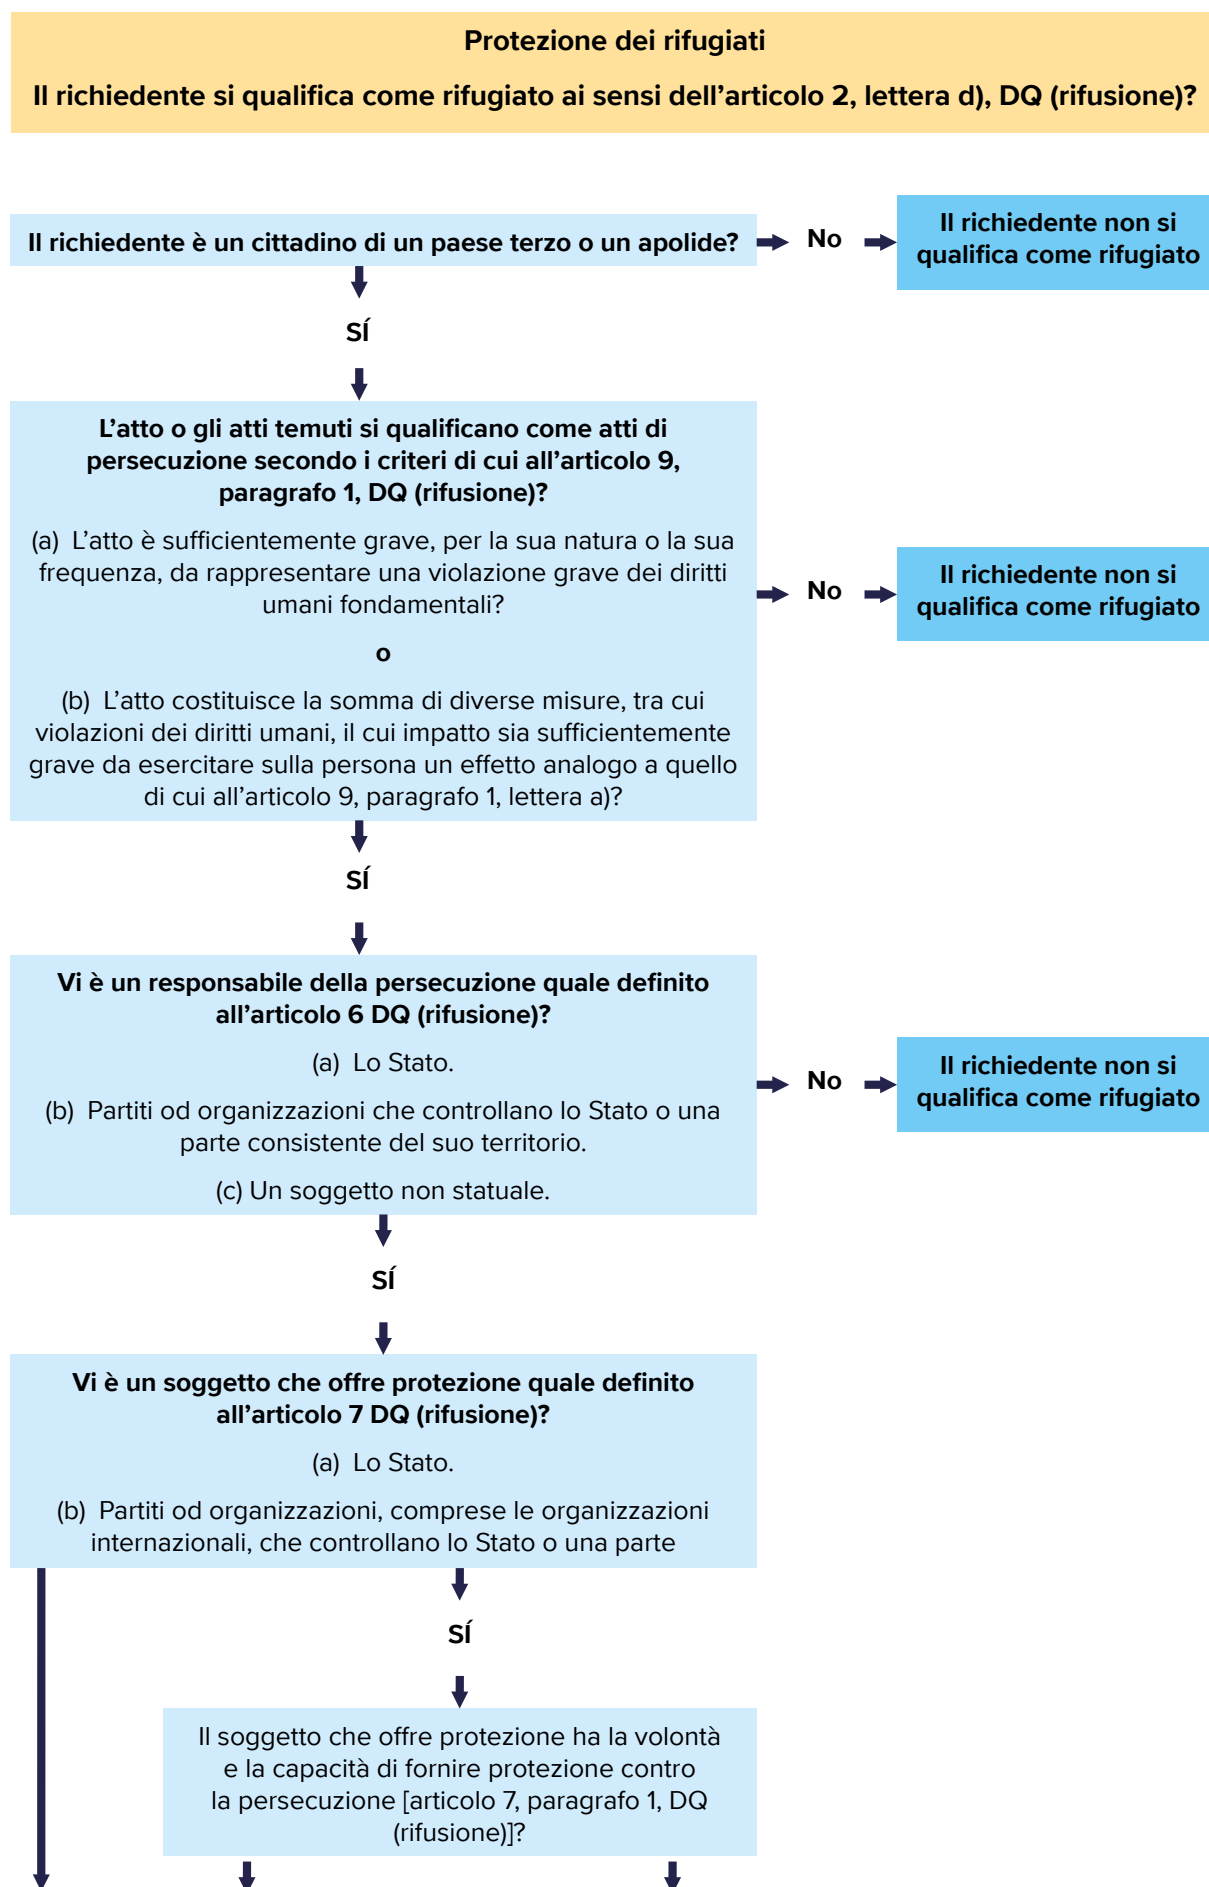 Protezione dei rifugiati
Il richiedente si qualifica come rifugiato ai sensi dell’articolo 2, lettera d), DQ (rifusione)?
Il richiedente è un cittadino di un paese terzo o un apolide?
No
Il richiedente non si
qualifica come rifugiato
SÍ
L’atto o gli atti temuti si qualificano come atti di
persecuzione secondo i criteri di cui all’articolo 9,
paragrafo 1, DQ (rifusione)?
(a) L’atto è sufficientemente grave, per la sua natura o la sua
frequenza, da rappresentare una violazione grave dei diritti
umani fondamentali?
o
(b) L’atto costituisce la somma di diverse misure, tra cui
violazioni dei diritti umani, il cui impatto sia sufficientemente
grave da esercitare sulla persona un effetto analogo a quello
di cui all’articolo 9, paragrafo 1, lettera a)?
No
Il richiedente non si
qualifica come rifugiato
SÍ
Vi è un responsabile della persecuzione quale definito
all’articolo 6 DQ (rifusione)?
(a) Lo Stato.
(b) Partiti od organizzazioni che controllano lo Stato o una
parte consistente del suo territorio.
(c) Un soggetto non statuale.
No
Il richiedente non si
qualifica come rifugiato
SÍ
Vi è un soggetto che offre protezione quale definito
all’articolo 7 DQ (rifusione)?
(a) Lo Stato.
(b) Partiti od organizzazioni, comprese le organizzazioni
internazionali, che controllano lo Stato o una parte
SÍ
Il soggetto che offre protezione ha la volontà
e la capacità di fornire protezione contro
la persecuzione [articolo 7, paragrafo 1, DQ
(rifusione)]?